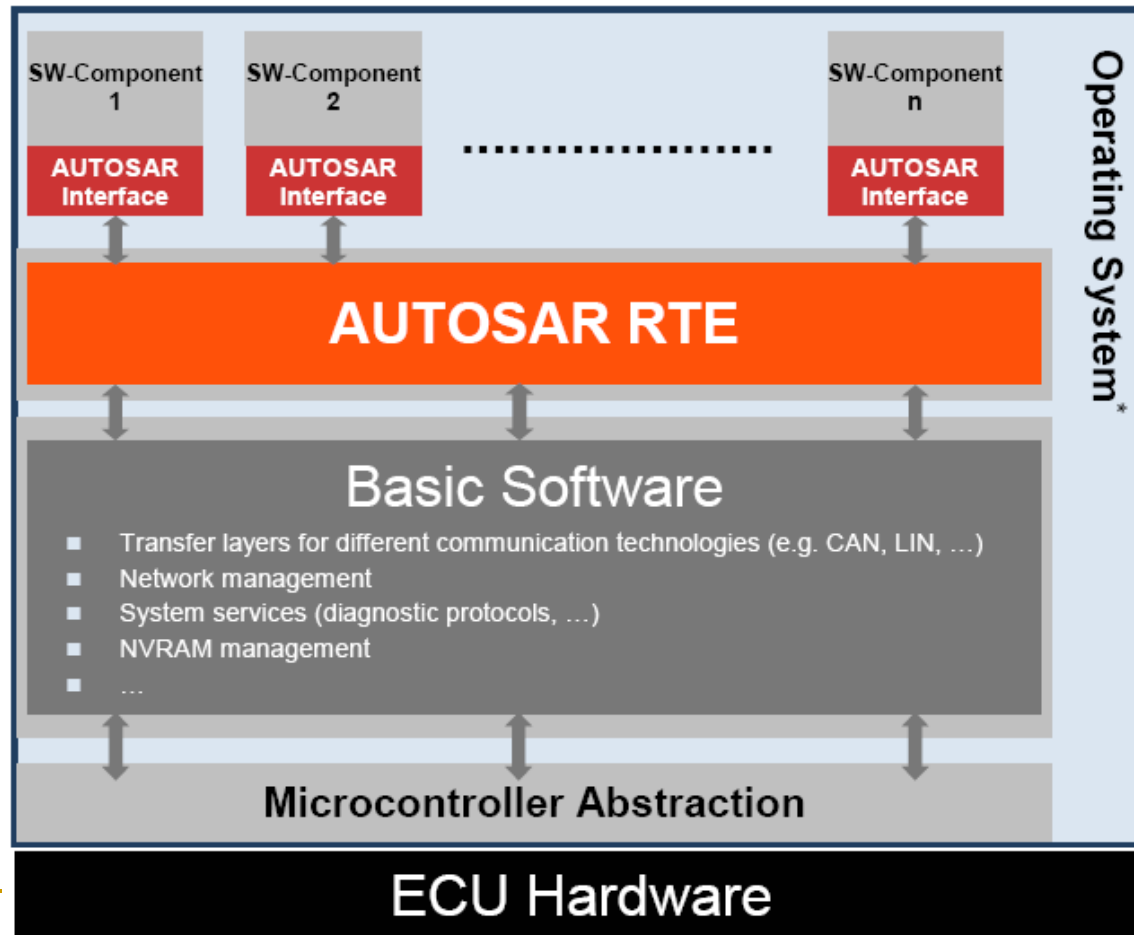 SW-Component
1
AUTOSAR
Interface
SW-Component
2
AUTOSAR
Interface
.....................
SW-Component
n
AUTOSAR
Interface
Operating System*
AUTOSAR RTE
Basic Software
■ Transfer layers for different communication technologies (e.g. CAN, LIN, …)
■ Network management
■ System services (diagnostic protocols, …)
■ NVRAM management
■ …
Microcontroller Abstraction
ECU Hardware